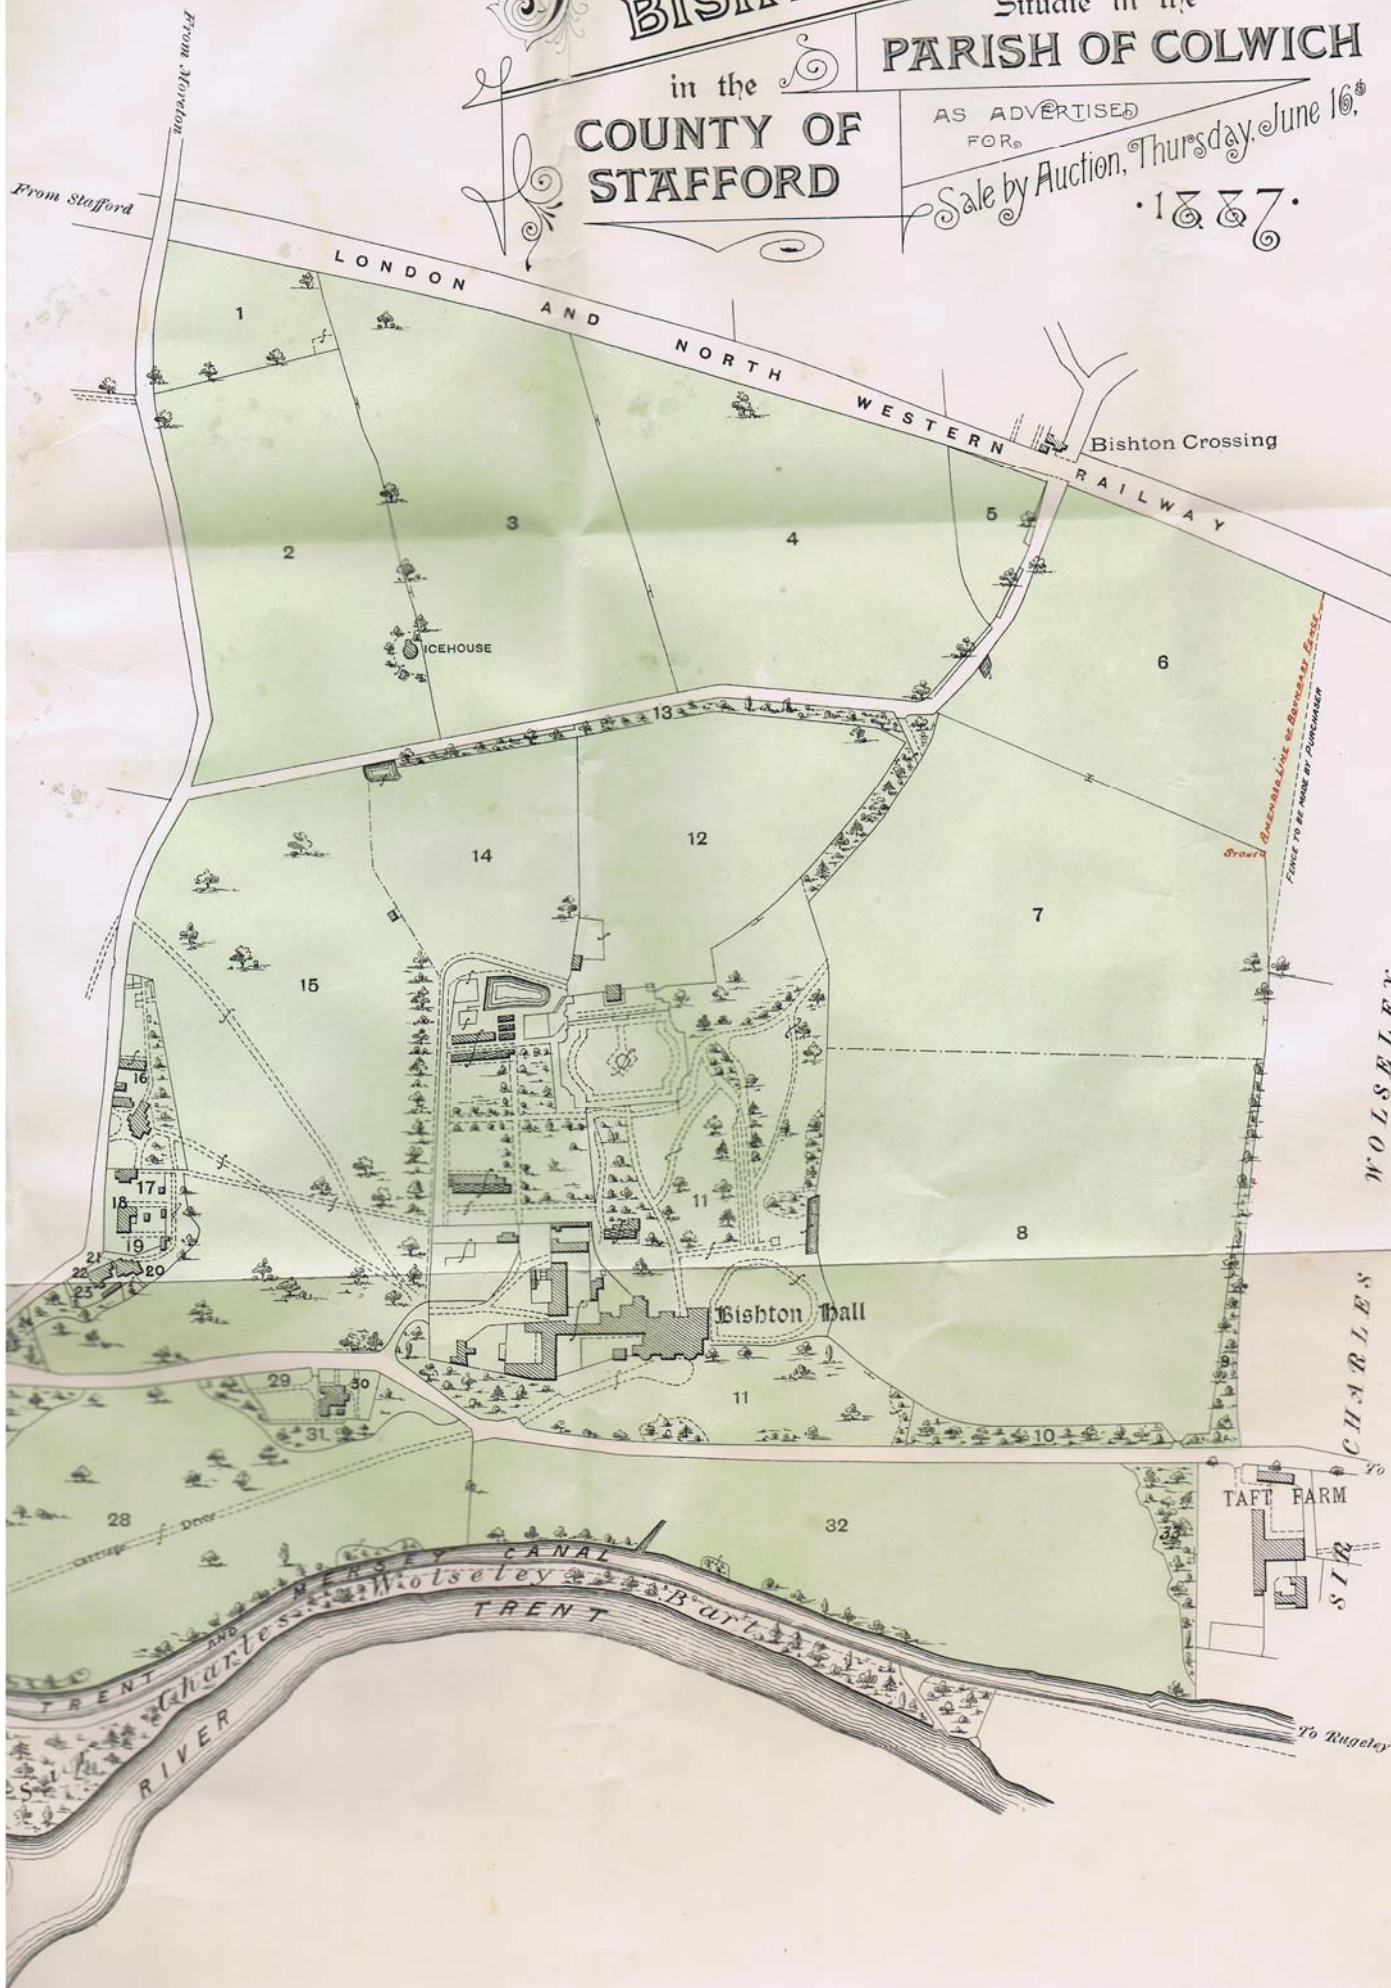 Situate in the
PARISH OF COLWICH
in the
COUNTY OF
STAFFORD
AS ADVERTISED
FOR
Sale by Auction, Thursday, June 16,
·1887·
From Moreton
From Stafford
LONDON AND NORTH WESTERN RAILWAY
Bishton Crossing
1
2
3
4
5
6
ICEHOUSE
13
AMENDED LINE OF BOUNDARY FENCE
FENCE TO BE MADE BY PURCHASER
STONE
14
12
7
15
16
17
18
19
20
21
22
23
11
8
Bishton Hall
9
29
30
31
11
10
WOLSELEY
CHARLES
SIR
To
TAFT FARM
28
Carriage Drive
32
33
TRENT AND MERSEY CANAL
Charles Wolseley Bart.
RIVER TRENT
To Rugeley